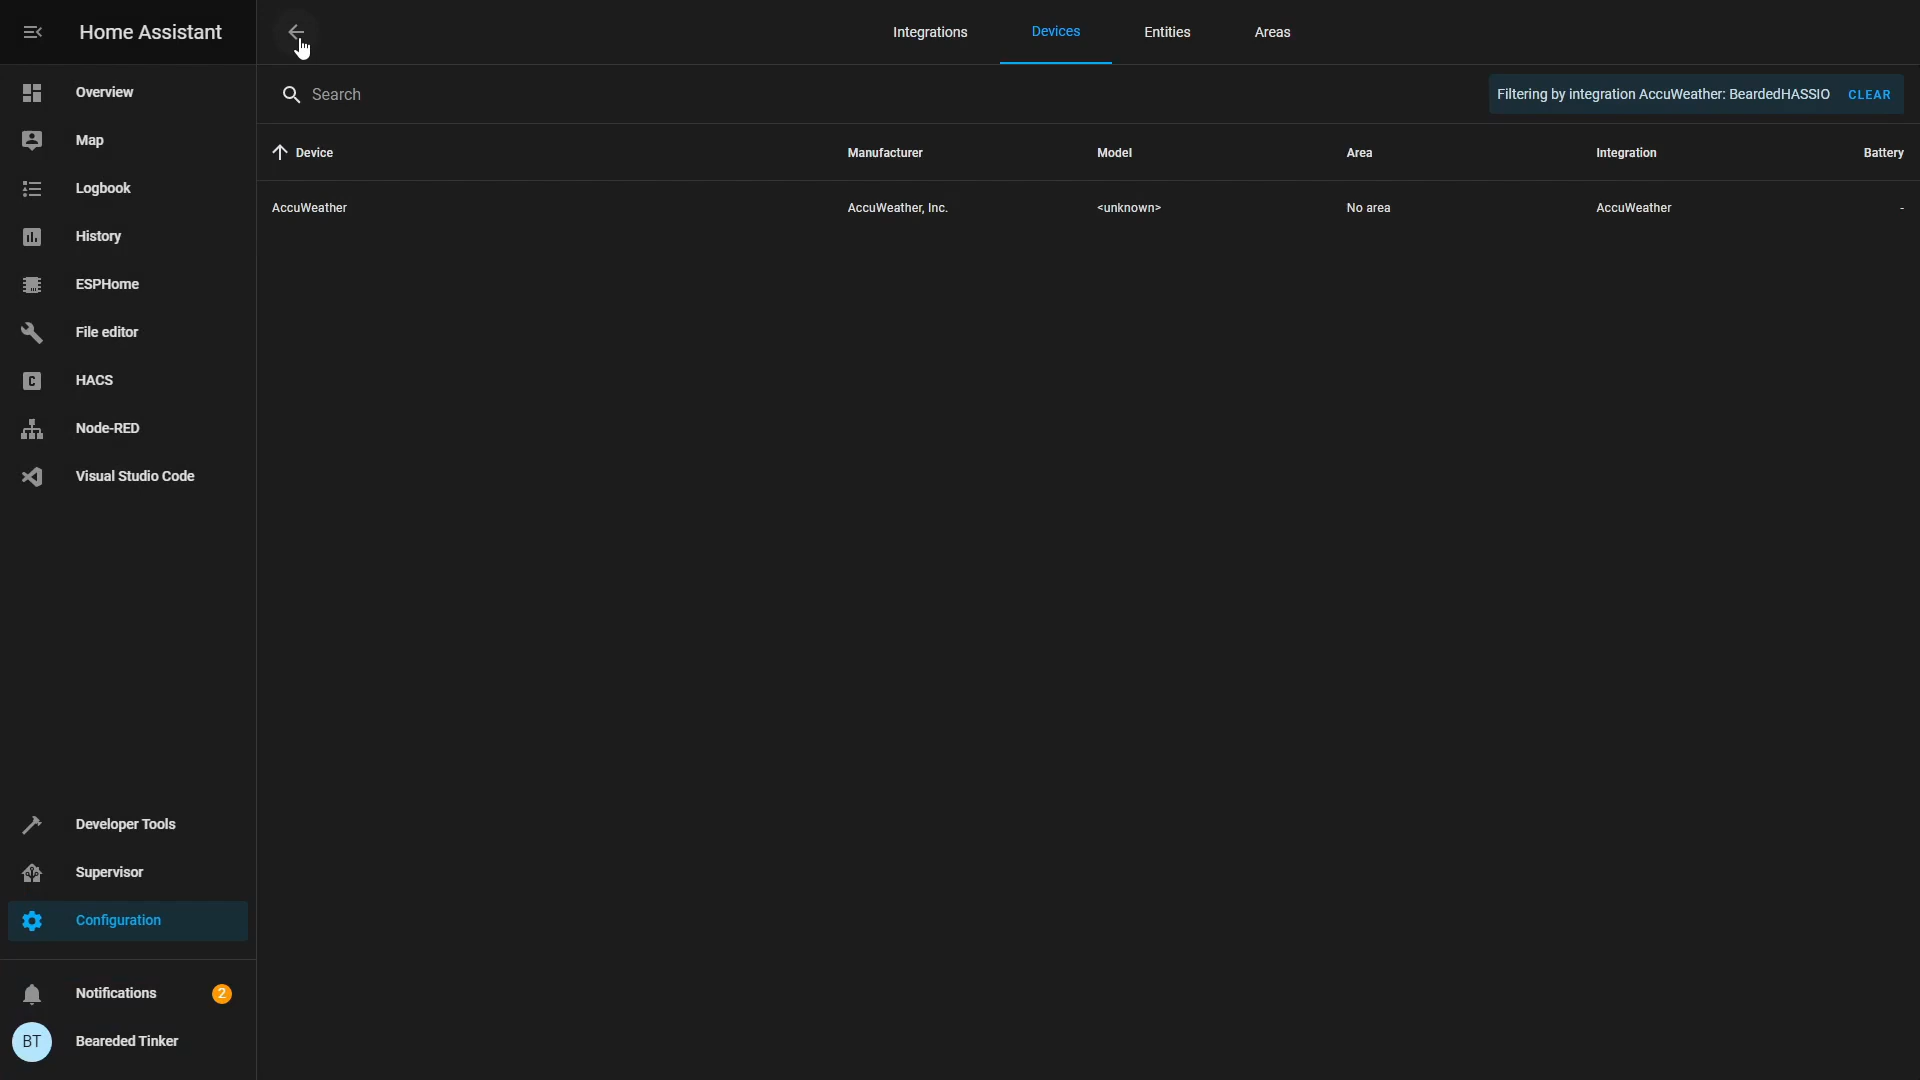 Home Assistant
Integrations
Devices
Entities
Areas
Overview
Search
Filtering by integration AccuWeather: BeardedHASSIO CLEAR
Map
Device
Manufacturer
Model
Area
Integration
Battery
Logbook
AccuWeather
AccuWeather, Inc.
<unknown>
No area
AccuWeather
-
History
ESPHome
File editor
C
HACS
Node-RED
Visual Studio Code
Developer Tools
Supervisor
Configuration
Notifications
2
BT
Beareded Tinker